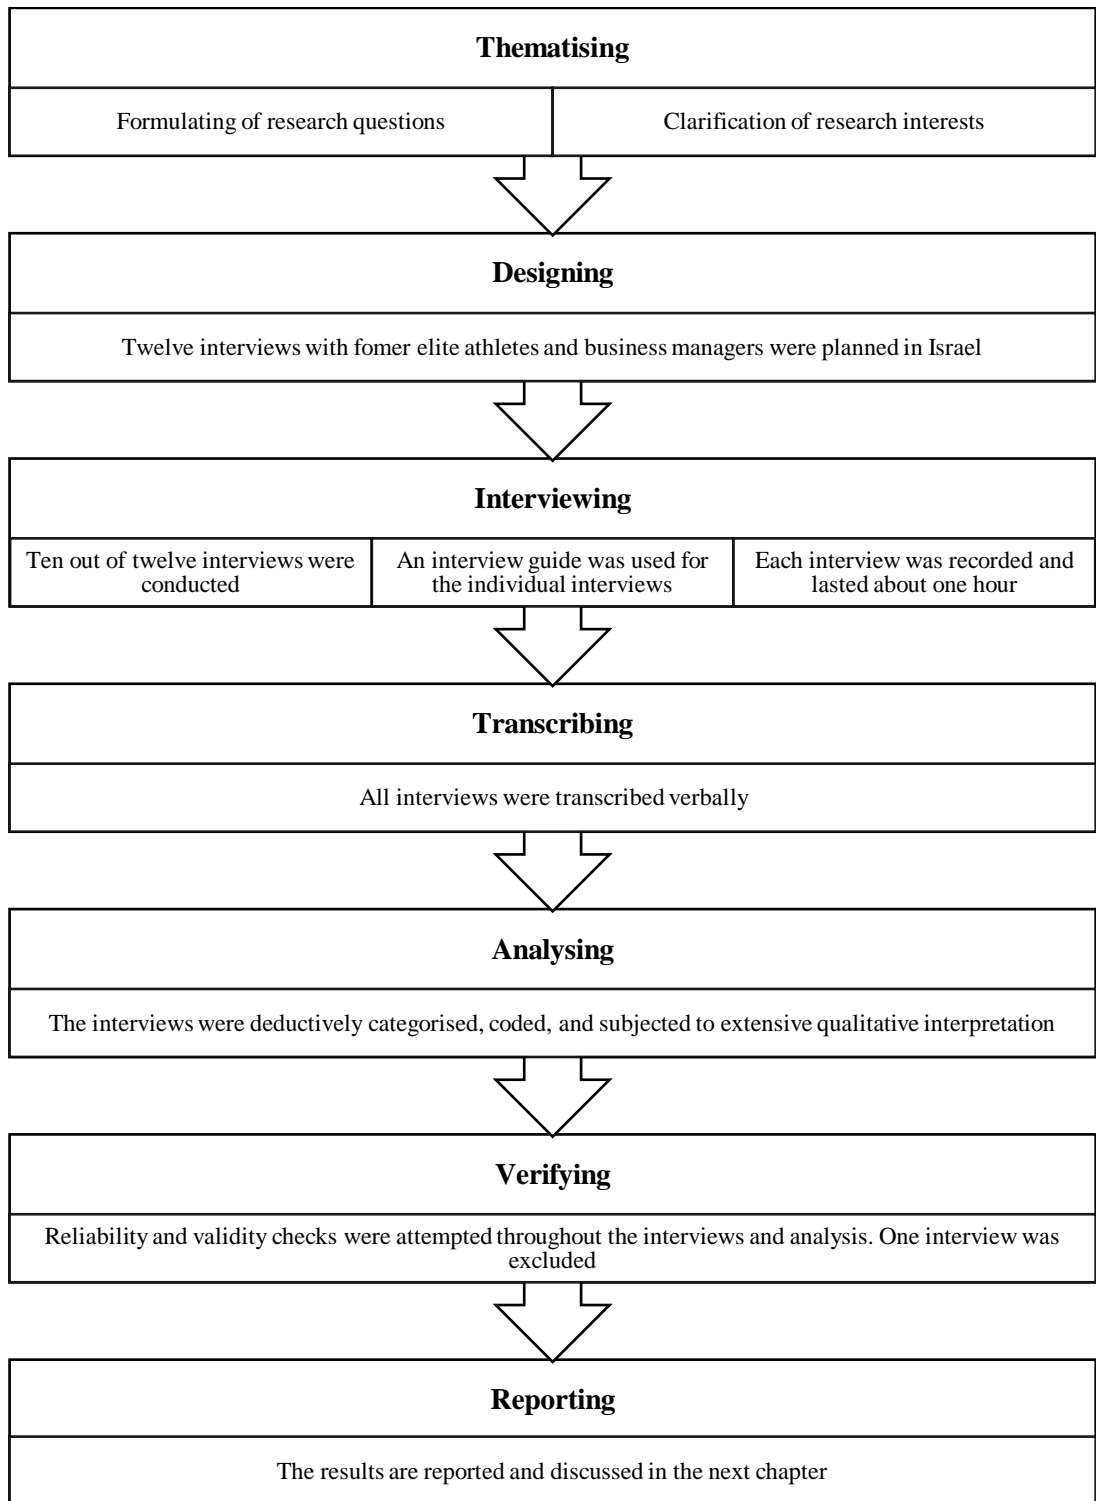 Thematising
Formulating of research questions
Clarification of research interests
Designing
Twelve interviews with fomer elite athletes and business managers were planned in Israel
Interviewing
Ten out of twelve interviews were
conducted
An interview guide was used for
the individual interviews
Each interview was recorded and
lasted about one hour
Transcribing
All interviews were transcribed verbally
Analysing
The interviews were deductively categorised, coded, and subjected to extensive qualitative interpretation
Verifying
Reliability and validity checks were attempted throughout the interviews and analysis. One interview was
excluded
Reporting
The results are reported and discussed in the next chapter